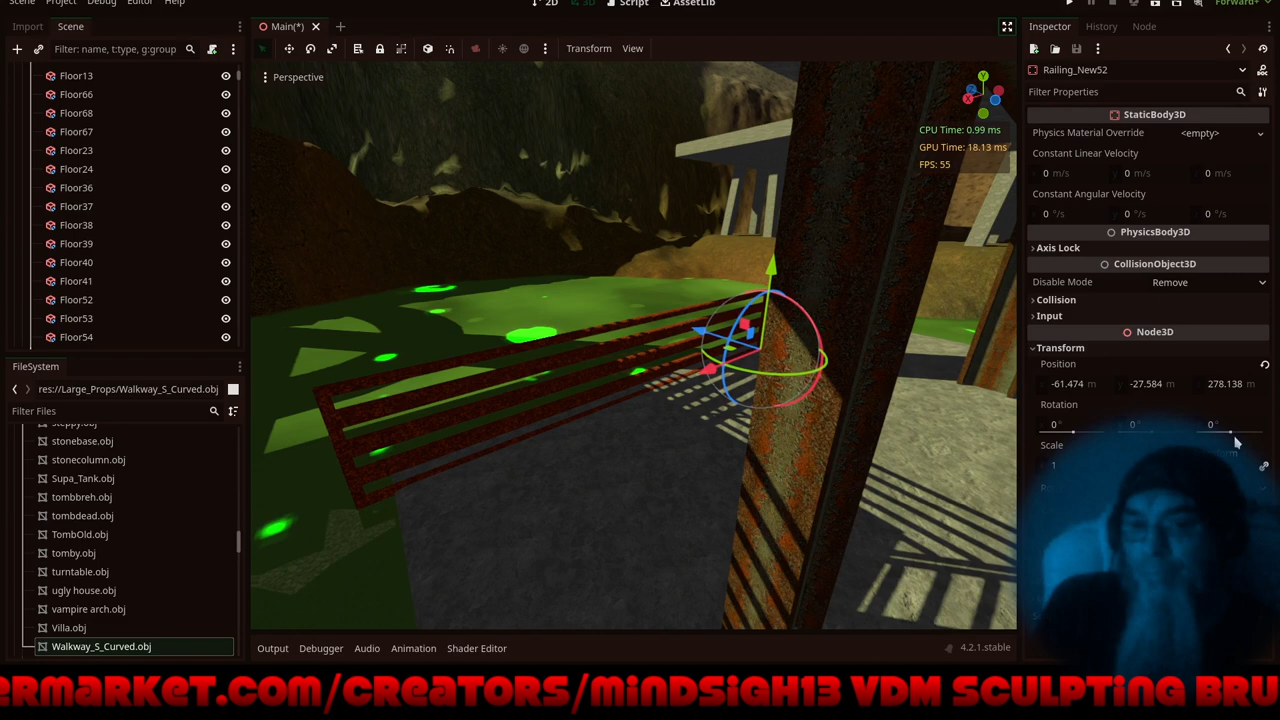 Scene Project Debug Editor Help
2D 3D Script AssetLib
Forward+
Import Scene
Main(*)
Inspector History Node
Filter: name, t:type, g:group
Transform View
Railing_New52
Filter Properties
Perspective
Y
X
CPU Time: 0.99 ms
GPU Time: 18.13 ms
FPS: 55
Floor13
Floor66
Floor68
Floor67
Floor23
Floor24
Floor36
Floor37
Floor38
Floor39
Floor40
Floor41
Floor52
Floor53
Floor54
StaticBody3D
Physics Material Override <empty>
Constant Linear Velocity
x 0 m/s y 0 m/s z 0 m/s
Constant Angular Velocity
x 0 °/s y 0 °/s z 0 °/s
PhysicsBody3D
Axis Lock
CollisionObject3D
Disable Mode Remove
Collision
Input
Node3D
Transform
Position
-61.474 m -27.584 m 278.138 m
Rotation
0° 0° 0°
Scale
1
FileSystem
res://Large_Props/Walkway_S_Curved.obj
Filter Files
steppy.obj
stonebase.obj
stonecolumn.obj
Supa_Tank.obj
tombbreh.obj
tombdead.obj
TombOld.obj
tomby.obj
turntable.obj
ugly house.obj
vampire arch.obj
Villa.obj
Walkway_S_Curved.obj
Output Debugger Audio Animation Shader Editor
4.2.1.stable
ermarket.com/creators/mindsigh13 VDM Sculpting Bru